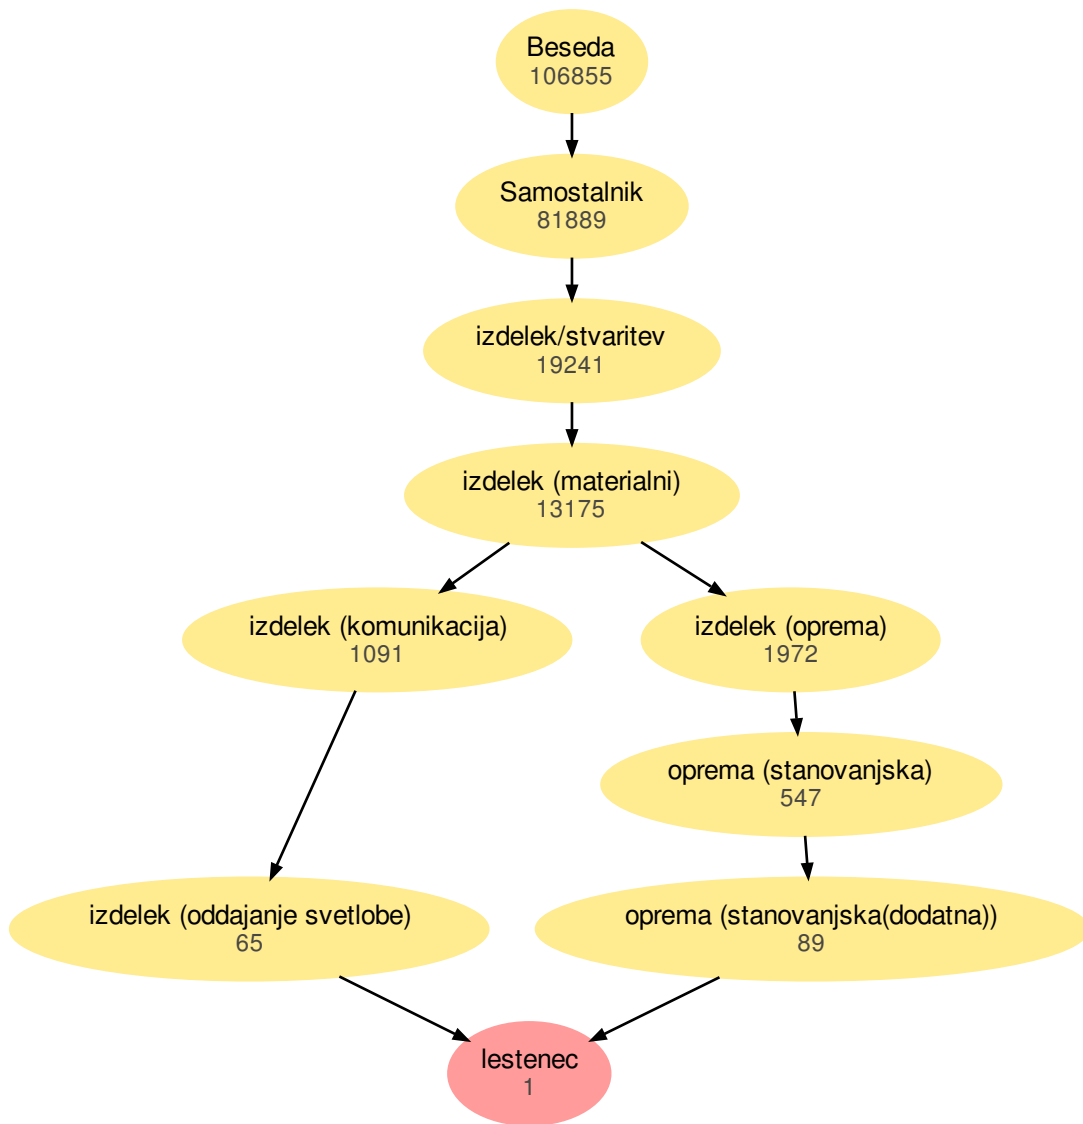 Beseda
106855
Samostalnik
81889
izdelek/stvaritev
19241
izdelek (materialni)
13175
izdelek (komunikacija)
1091
izdelek (oprema)
1972
oprema (stanovanjska)
547
izdelek (oddajanje svetlobe)
65
oprema (stanovanjska(dodatna))
89
lestenec
1